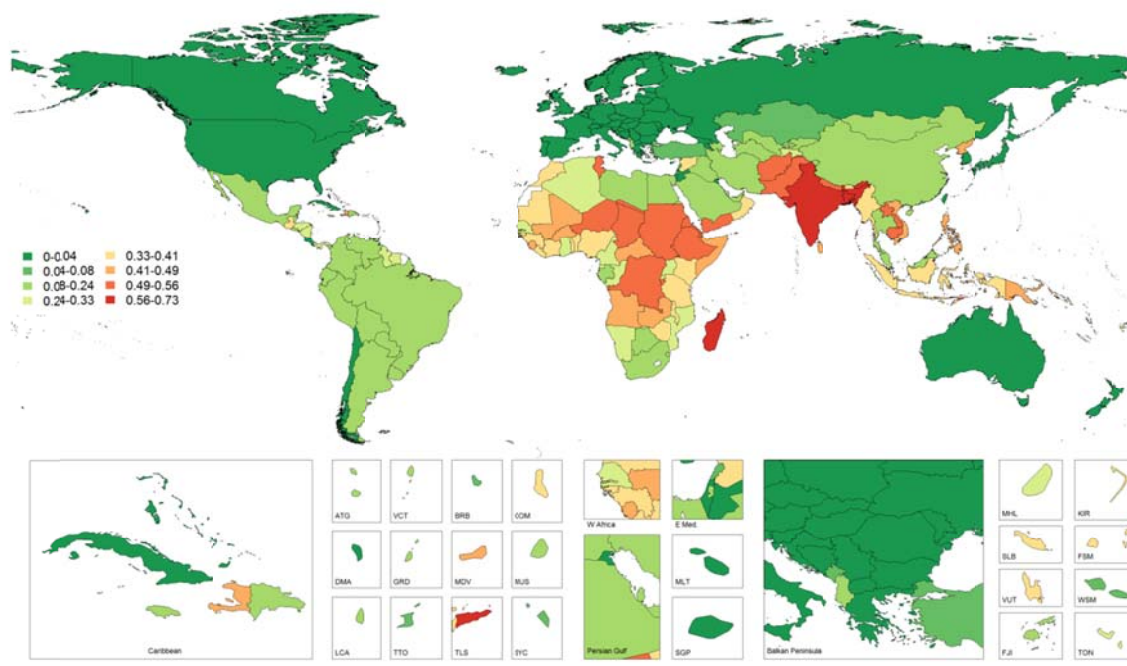 0-0.04
0.04-0.08
0.08-0.24
0.24-0.33
0.33-0.41
0.41-0.49
0.49-0.56
0.56-0.73
Caribbean
ATG
VCT
BRB
COM
DMA
GRD
MDV
MUS
LCA
TTO
TLS
SYC
W Africa
E Med.
Persian Gulf
MLT
SGP
Balkan Peninsula
MHL
KIR
SLB
FSM
VUT
WSM
FJI
TON